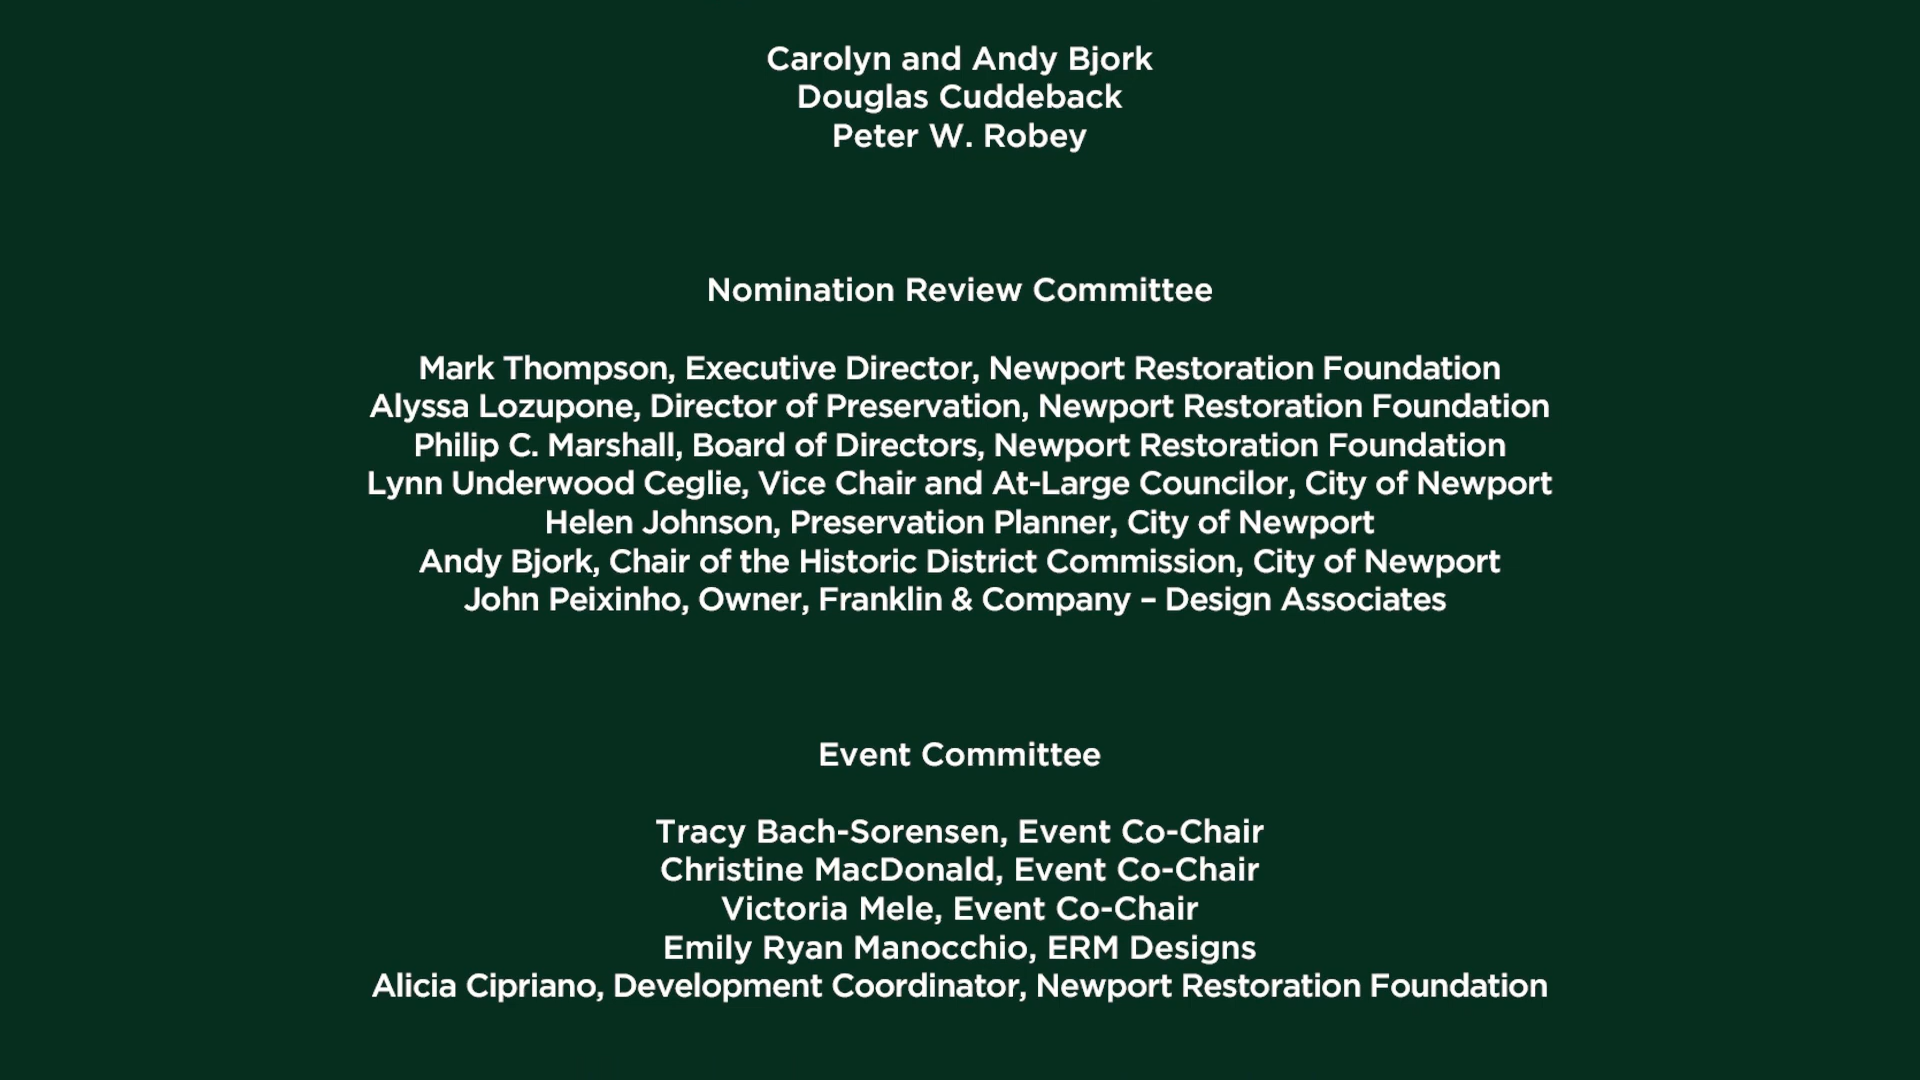 Carolyn and Andy Bjork
Douglas Cuddeback
Peter W. Robey
Nomination Review Committee
Mark Thompson, Executive Director, Newport Restoration Foundation
Alyssa Lozupone, Director of Preservation, Newport Restoration Foundation
Philip C. Marshall, Board of Directors, Newport Restoration Foundation
Lynn Underwood Ceglie, Vice Chair and At-Large Councilor, City of Newport
Helen Johnson, Preservation Planner, City of Newport
Andy Bjork, Chair of the Historic District Commission, City of Newport
John Peixinho, Owner, Franklin & Company – Design Associates
Event Committee
Tracy Bach-Sorensen, Event Co-Chair
Christine MacDonald, Event Co-Chair
Victoria Mele, Event Co-Chair
Emily Ryan Manocchio, ERM Designs
Alicia Cipriano, Development Coordinator, Newport Restoration Foundation